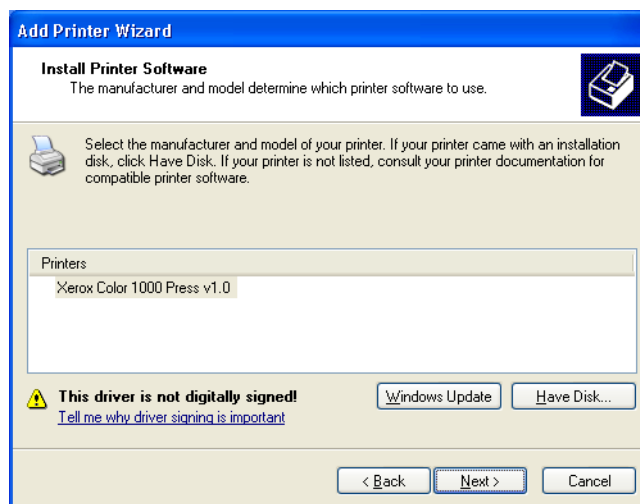 Add Printer Wizard
Install Printer Software
The manufacturer and model determine which printer software to use.
Select the manufacturer and model of your printer. If your printer came with an installation
disk, click Have Disk. If your printer is not listed, consult your printer documentation for
compatible printer software.
Printers
Xerox Color 1000 Press v1.0
This driver is not digitally signed!
Tell me why driver signing is important
Windows Update
Have Disk...
< Back
Next >
Cancel